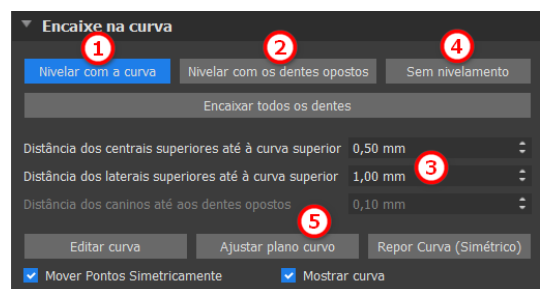 Encaixe na curva
1
2
4
Nivelar com a curva
Nivelar com os dentes opostos
Sem nivelamento
Encaixar todos os dentes
Distância dos centrais superiores até à curva superior 0,50 mm
3
Distância dos laterais superiores até à curva superior 1,00 mm
Distância dos caninos até aos dentes opostos 0,10 mm
5
Editar curva
Ajustar plano curvo
Repor Curva (Simétrico)
Mover Pontos Simetricamente
Mostrar curva